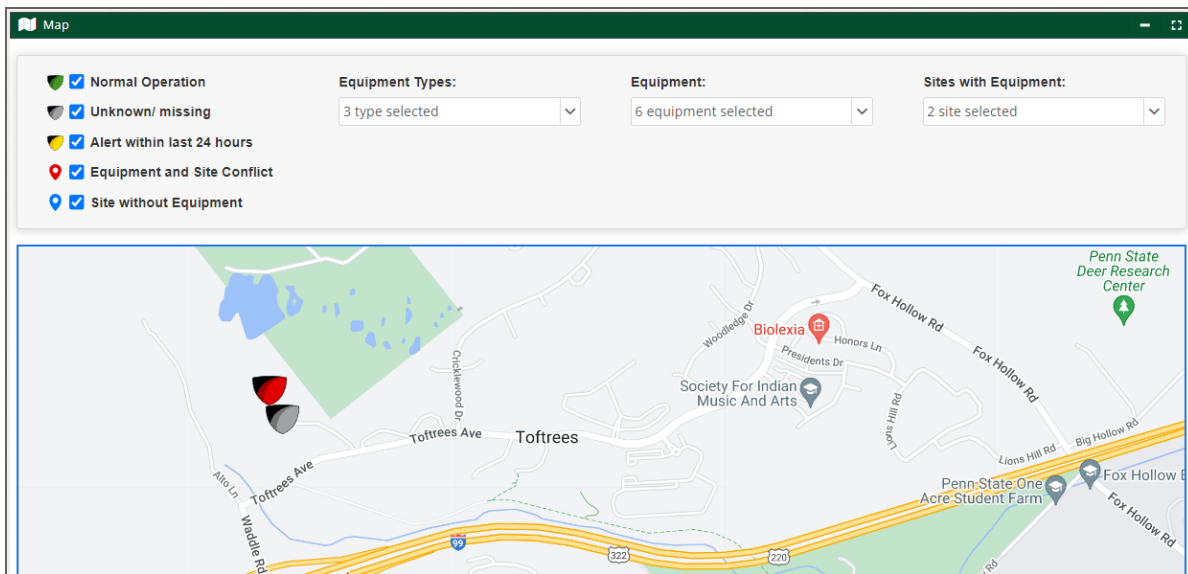 Map
Normal Operation
Unknown/ missing
Alert within last 24 hours
Equipment and Site Conflict
Site without Equipment
Equipment Types:
3 type selected
Equipment:
6 equipment selected
Sites with Equipment:
2 site selected
Penn State
Deer Research
Center
Fox Hollow Rd
Woodledge Dr
Biolexia
Honors Ln
Presidents Dr
Fox Hollow Rd
Cricklewood Dr
Society For Indian
Music And Arts
Lions Hill Rd
Toftrees Ave
Toftrees
Big Hollow Rd
Lions Hill Rd
Alto Ln
Toftrees Ave
Penn State One
Acre Student Farm
Fox Hollow
Fox Hollow Rd
Waddle Rd
99
322
220
Rd